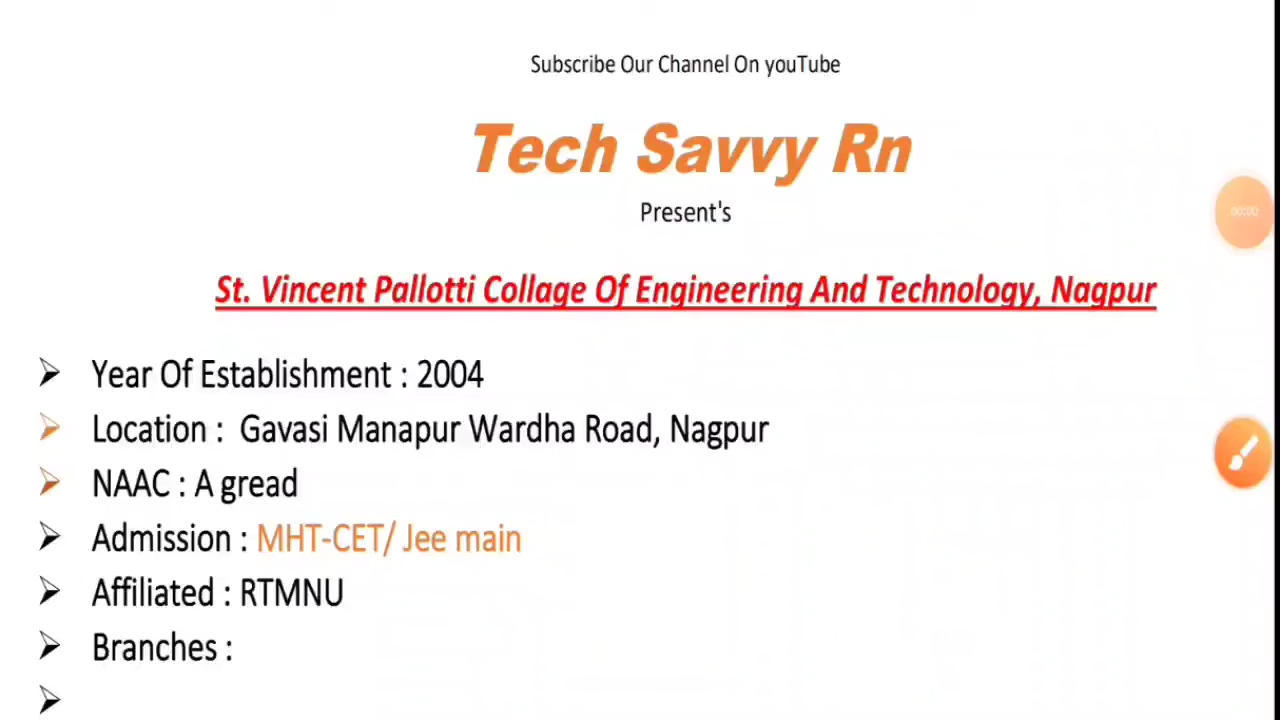 Subscribe Our Channel On youTube
Tech Savvy Rn
Present's
St. Vincent Pallotti Collage Of Engineering And Technology, Nagpur
Year Of Establishment : 2004
Location : Gavasi Manapur Wardha Road, Nagpur
NAAC : A gread
Admission : MHT-CET/ Jee main
Affiliated : RTMNU
Branches :
00:00